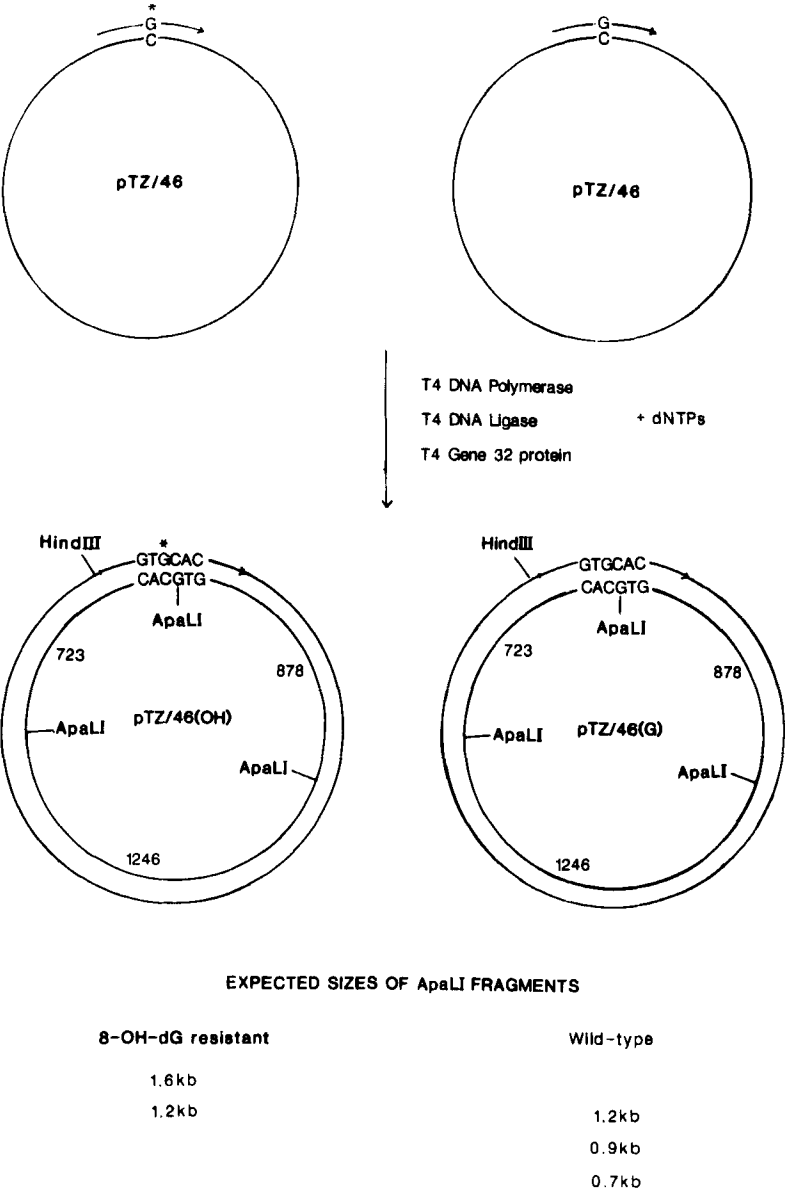 *
G
C
pTZ/46
G
C
pTZ/46
T4 DNA Polymerase
T4 DNA Ligase + dNTPs
T4 Gene 32 protein
HindIII
*
GTGCAC
CACGTG
ApaLI
723
878
ApaLI
pTZ/46(OH)
ApaLI
1246
HindIII
GTGCAC
CACGTG
ApaLI
723
878
ApaLI
pTZ/46(G)
ApaLI
1246
EXPECTED SIZES OF ApaLI FRAGMENTS
8-OH-dG resistant
1.6kb
1.2kb
Wild-type
1.2kb
0.9kb
0.7kb